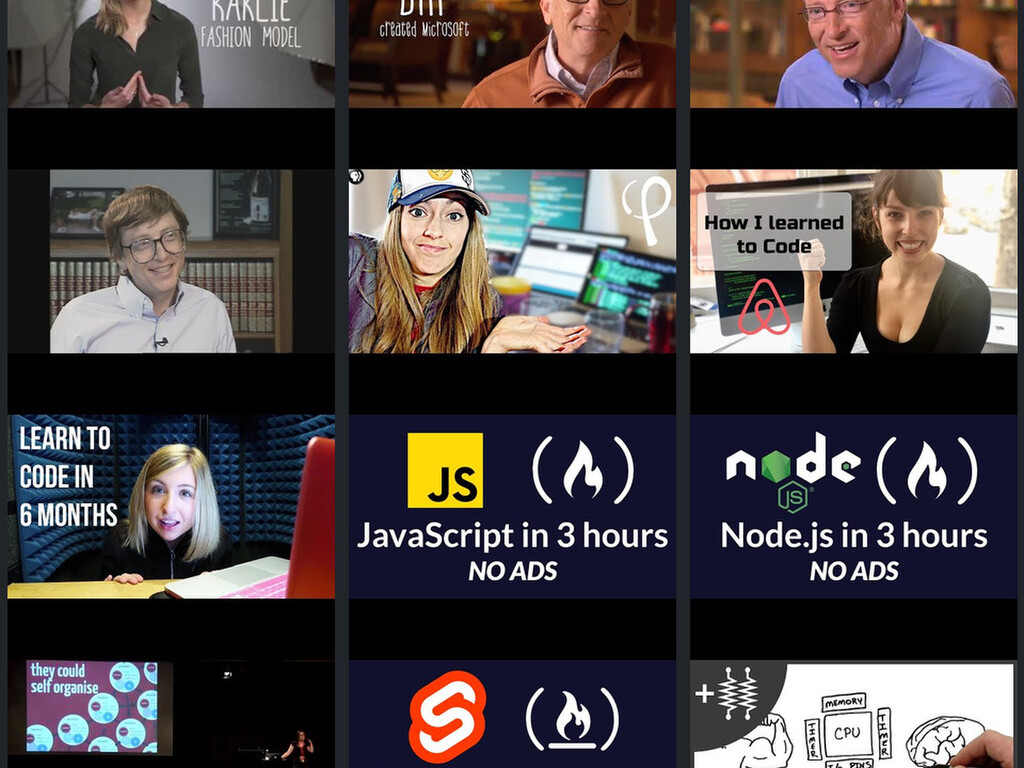 KARLIE
FASHION MODEL
created Microsoft
How I learned
to Code
LEARN TO
CODE IN
6 MONTHS
JS
JavaScript in 3 hours
NO ADS
node
JS
Node.js in 3 hours
NO ADS
they could
self organise
MEMORY
TIMER
CPU
TIMER